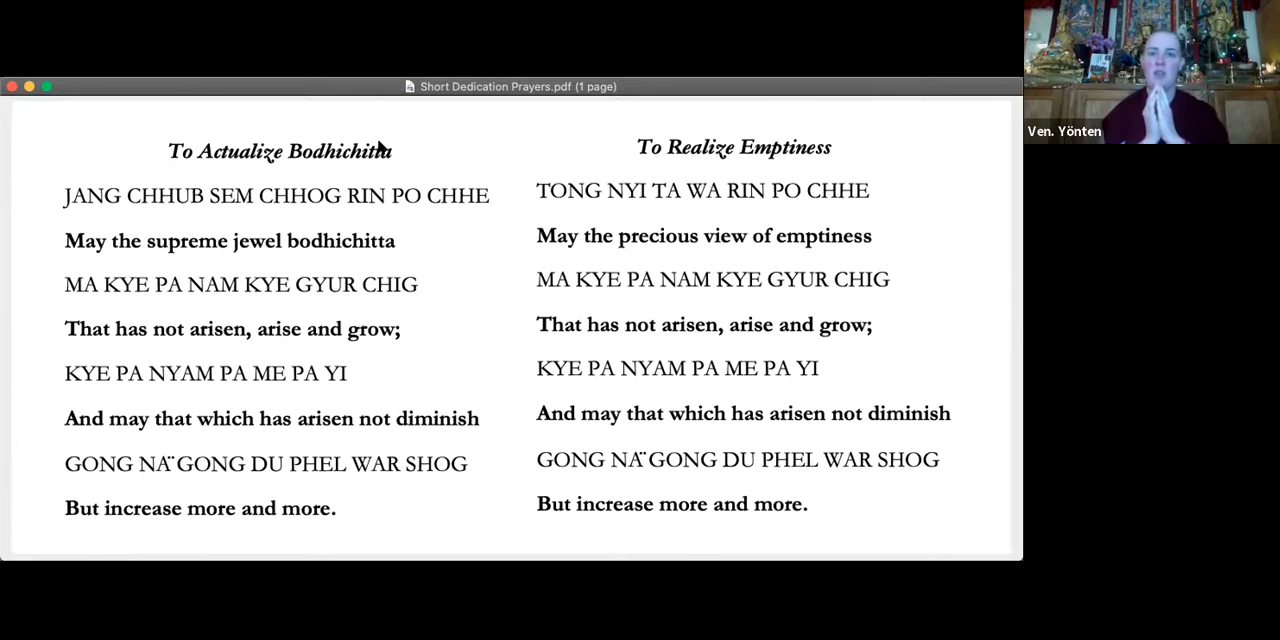 Short Dedication Prayers.pdf (1 page)
To Actualize Bodhichitta
JANG CHHUB SEM CHHOG RIN PO CHHE
May the supreme jewel bodhichitta
MA KYE PA NAM KYE GYUR CHIG
That has not arisen, arise and grow;
KYE PA NYAM PA ME PA YI
And may that which has arisen not diminish
GONG NÄ GONG DU PHEL WAR SHOG
But increase more and more.
To Realize Emptiness
TONG NYI TA WA RIN PO CHHE
May the precious view of emptiness
MA KYE PA NAM KYE GYUR CHIG
That has not arisen, arise and grow;
KYE PA NYAM PA ME PA YI
And may that which has arisen not diminish
GONG NÄ GONG DU PHEL WAR SHOG
But increase more and more.
Ven. Yönten